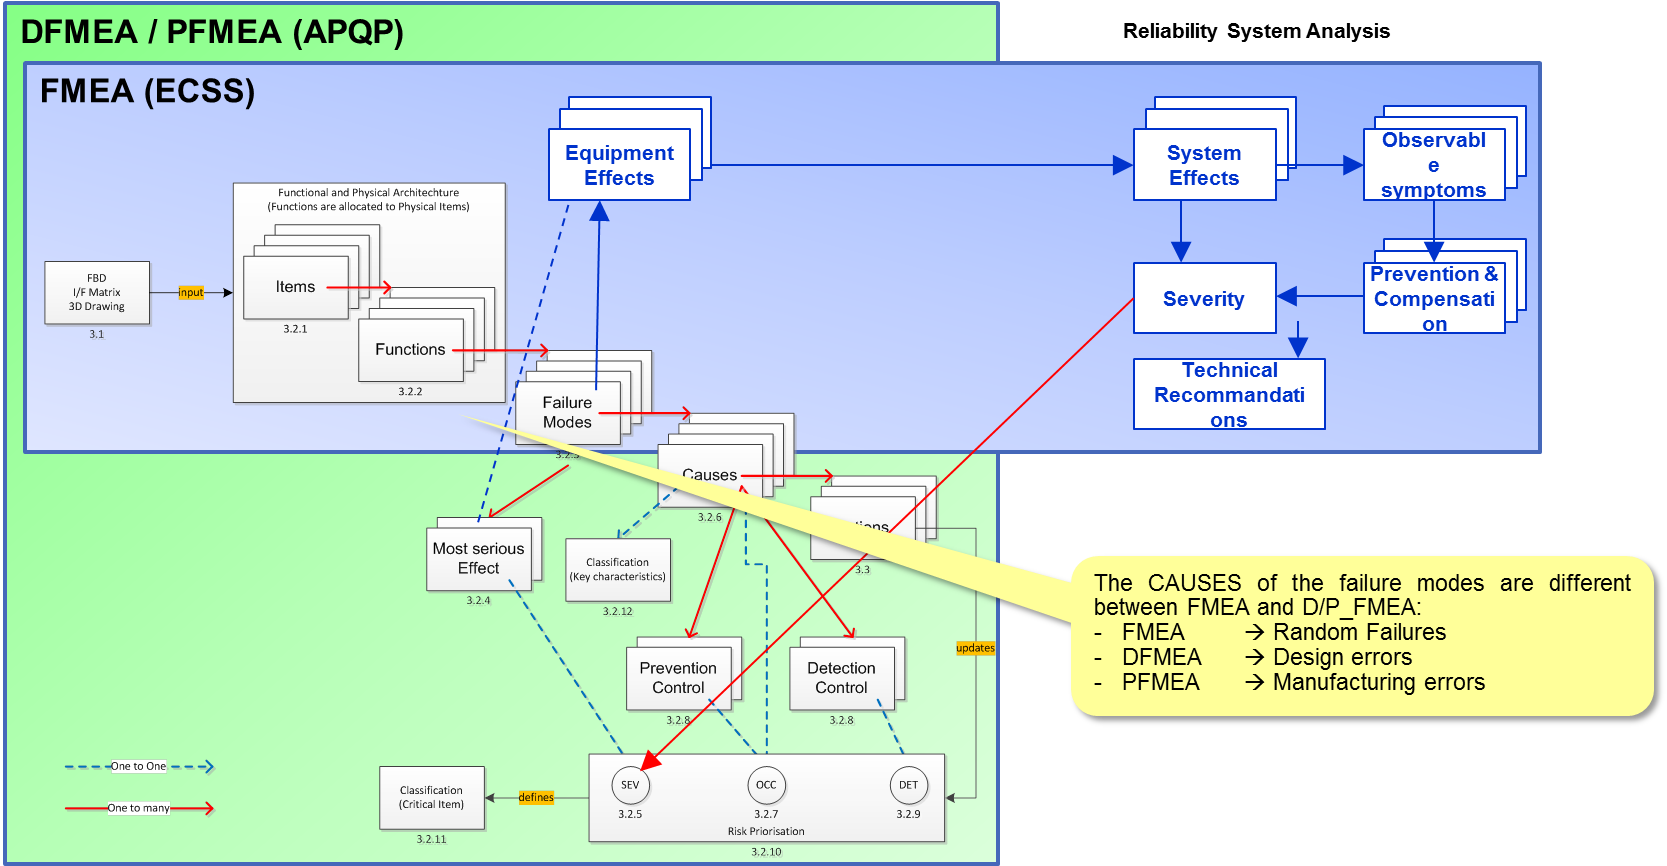 DFMEA / PFMEA (APQP)
Reliability System Analysis
FMEA (ECSS)
Equipment
Effects
System
Effects
Observabl
e
symptoms
Functional and Physical Architechture
(Functions are allocated to Physical Items)
FBD
I/F Matrix
3D Drawing
3.1
input
Items
3.2.1
Functions
3.2.2
Severity
Prevention &
Compensati
on
Technical
Recommandati
ons
Failure
Modes
3.2.3
Causes
3.2.6
3.3
Most serious
Effect
3.2.4
Classification
(Key characteristics)
3.2.12
The CAUSES of the failure modes are different
between FMEA and D/P_FMEA:
- FMEA → Random Failures
- DFMEA → Design errors
- PFMEA → Manufacturing errors
updates
Prevention
Control
3.2.8
Detection
Control
3.2.8
One to One
One to many
Classification
(Critical Item)
3.2.11
defines
SEV
3.2.5
OCC
3.2.7
DET
3.2.9
Risk Priorisation
3.2.10